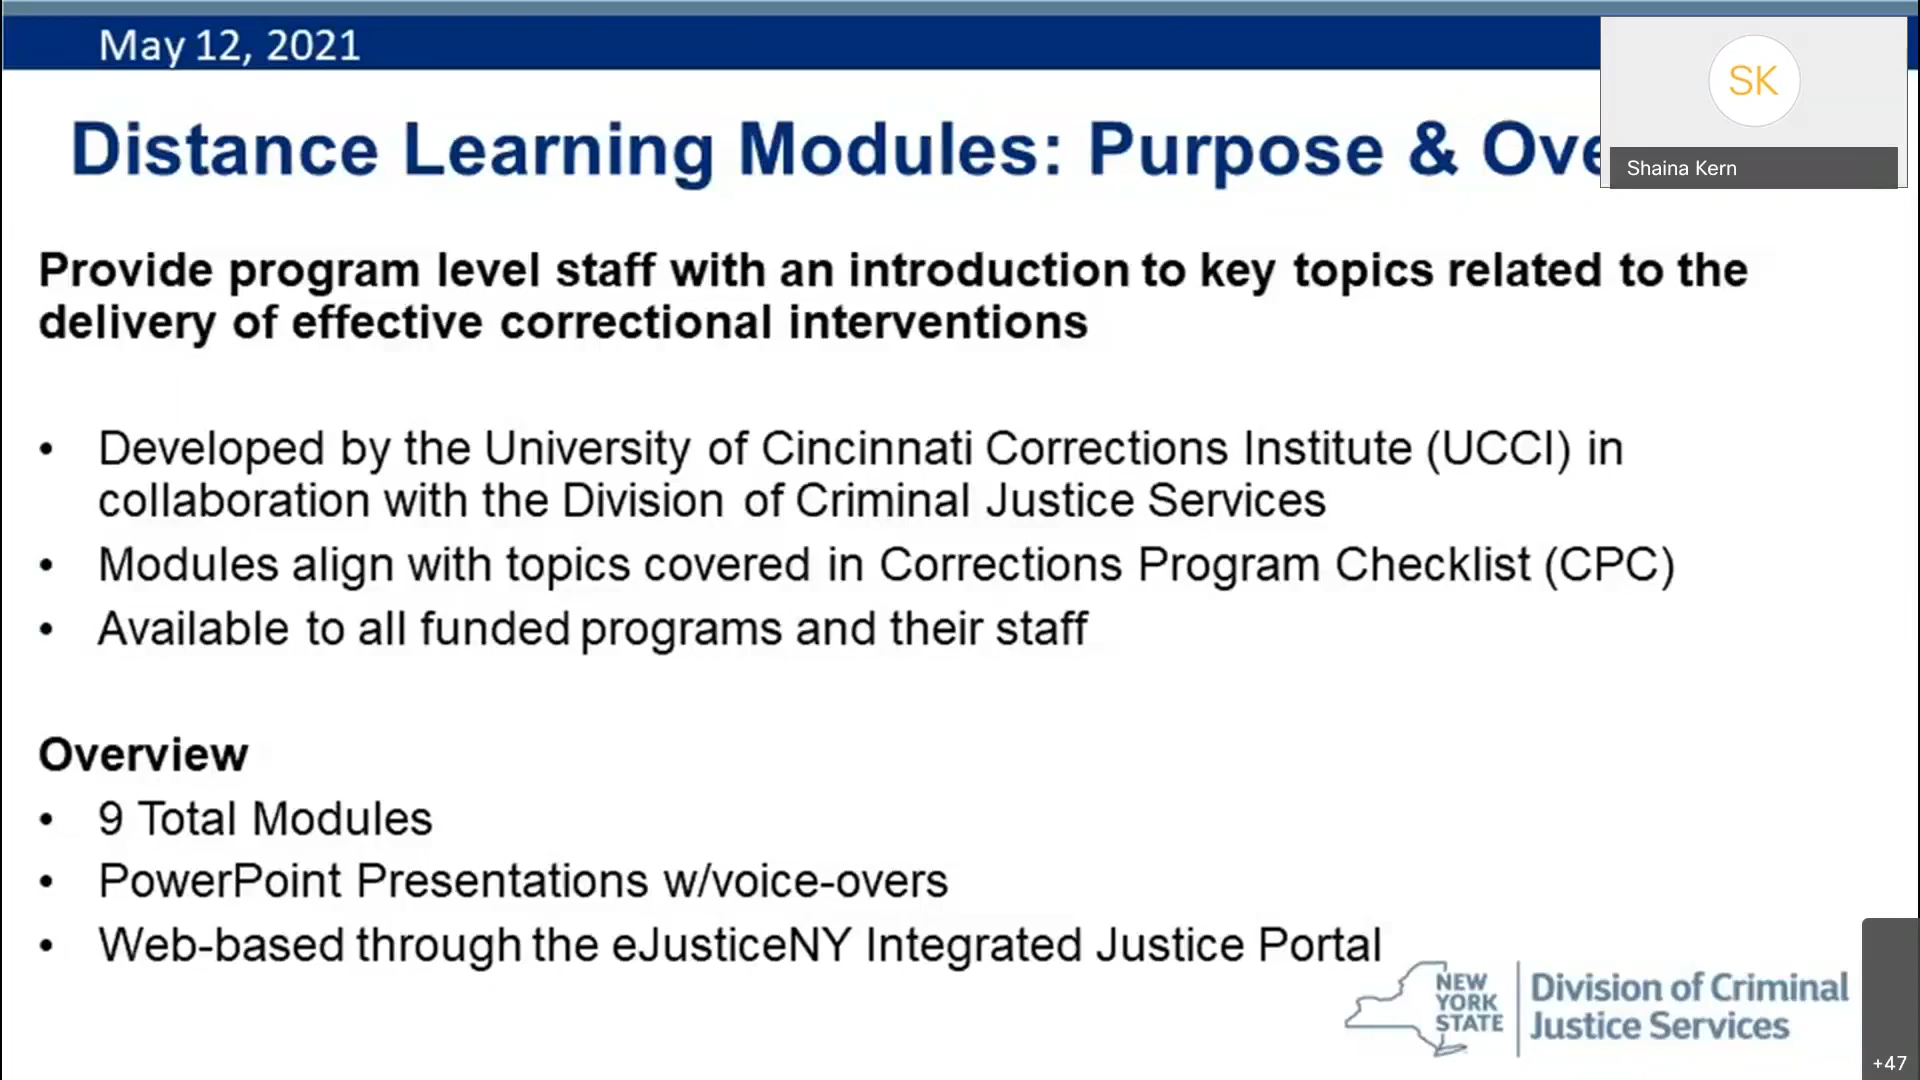 May 12, 2021
SK
Shaina Kern
Distance Learning Modules: Purpose &
Provide program level staff with an introduction to key topics related to the
delivery of effective correctional interventions
• Developed by the University of Cincinnati Corrections Institute (UCCI) in
collaboration with the Division of Criminal Justice Services
• Modules align with topics covered in Corrections Program Checklist (CPC)
• Available to all funded programs and their staff
Overview
• 9 Total Modules
• PowerPoint Presentations w/voice-overs
• Web-based through the eJusticeNY Integrated Justice Portal
NEW
YORK
STATE
Division of Criminal
Justice Services
+47